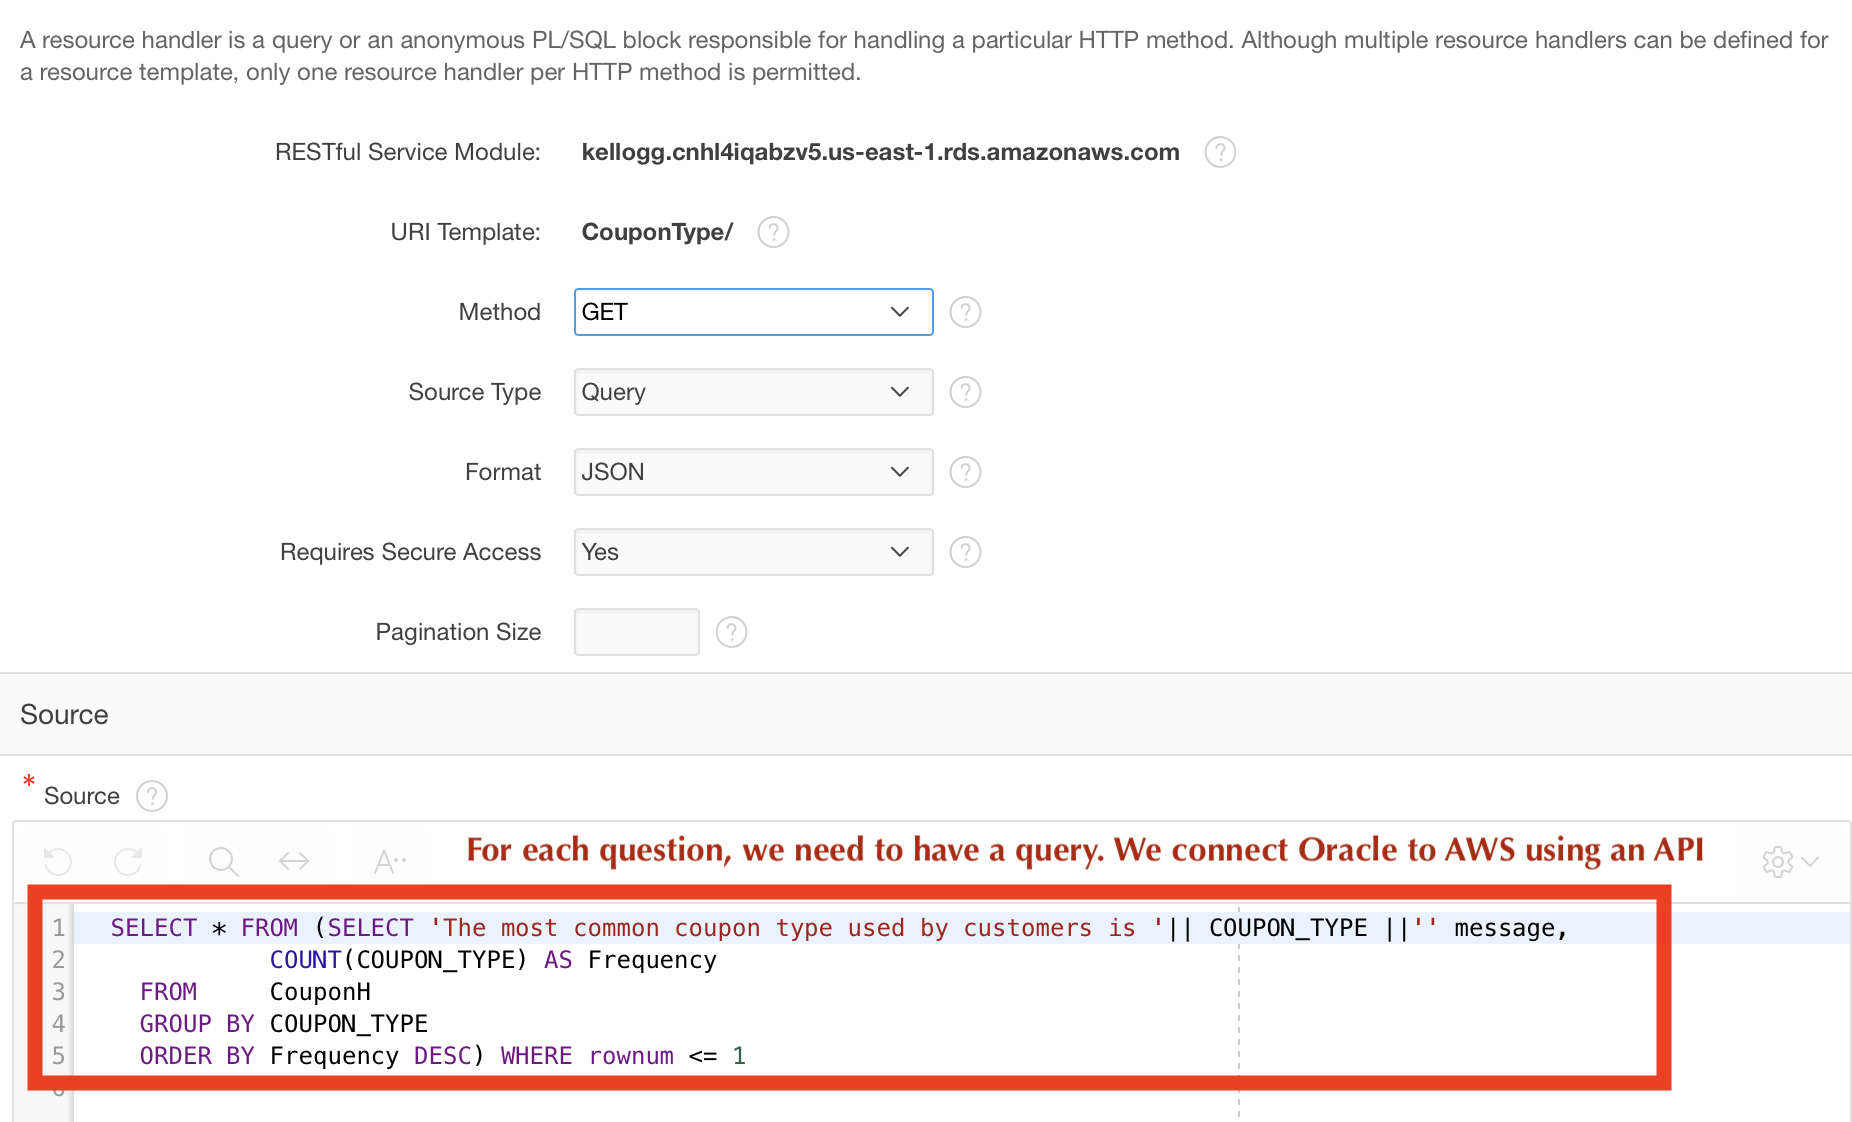 A resource handler is a query or an anonymous PL/SQL block responsible for handling a particular HTTP method. Although multiple resource handlers can be defined for
a resource template, only one resource handler per HTTP method is permitted.
RESTful Service Module: kellogg.cnhl4iqabzv5.us-east-1.rds.amazonaws.com ?
URI Template: CouponType/ ?
Method GET ?
Source Type Query ?
Format JSON ?
Requires Secure Access Yes ?
Pagination Size ?
Source
* Source ?
A··
For each question, we need to have a query. We connect Oracle to AWS using an API
1 SELECT * FROM (SELECT 'The most common coupon type used by customers is '|| COUPON_TYPE ||'' message,
2 COUNT(COUPON_TYPE) AS Frequency
3 FROM CouponH
4 GROUP BY COUPON_TYPE
5 ORDER BY Frequency DESC) WHERE rownum <= 1